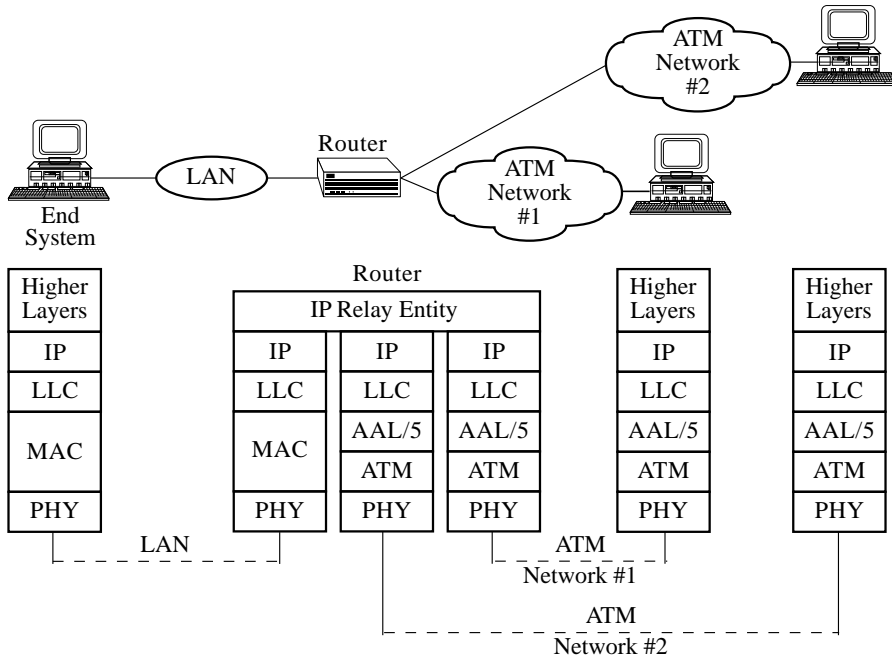 ATM
Network
#2
Router
LAN
ATM
Network
#1
End
System
Router
Higher
Layers
IP Relay Entity
Higher
Layers
Higher
Layers
IP
IP
IP
IP
IP
IP
LLC
LLC
LLC
LLC
LLC
LLC
MAC
MAC
AAL/5
AAL/5
AAL/5
AAL/5
ATM
ATM
ATM
ATM
PHY
PHY
PHY
PHY
PHY
PHY
LAN
ATM
Network #1
ATM
Network #2